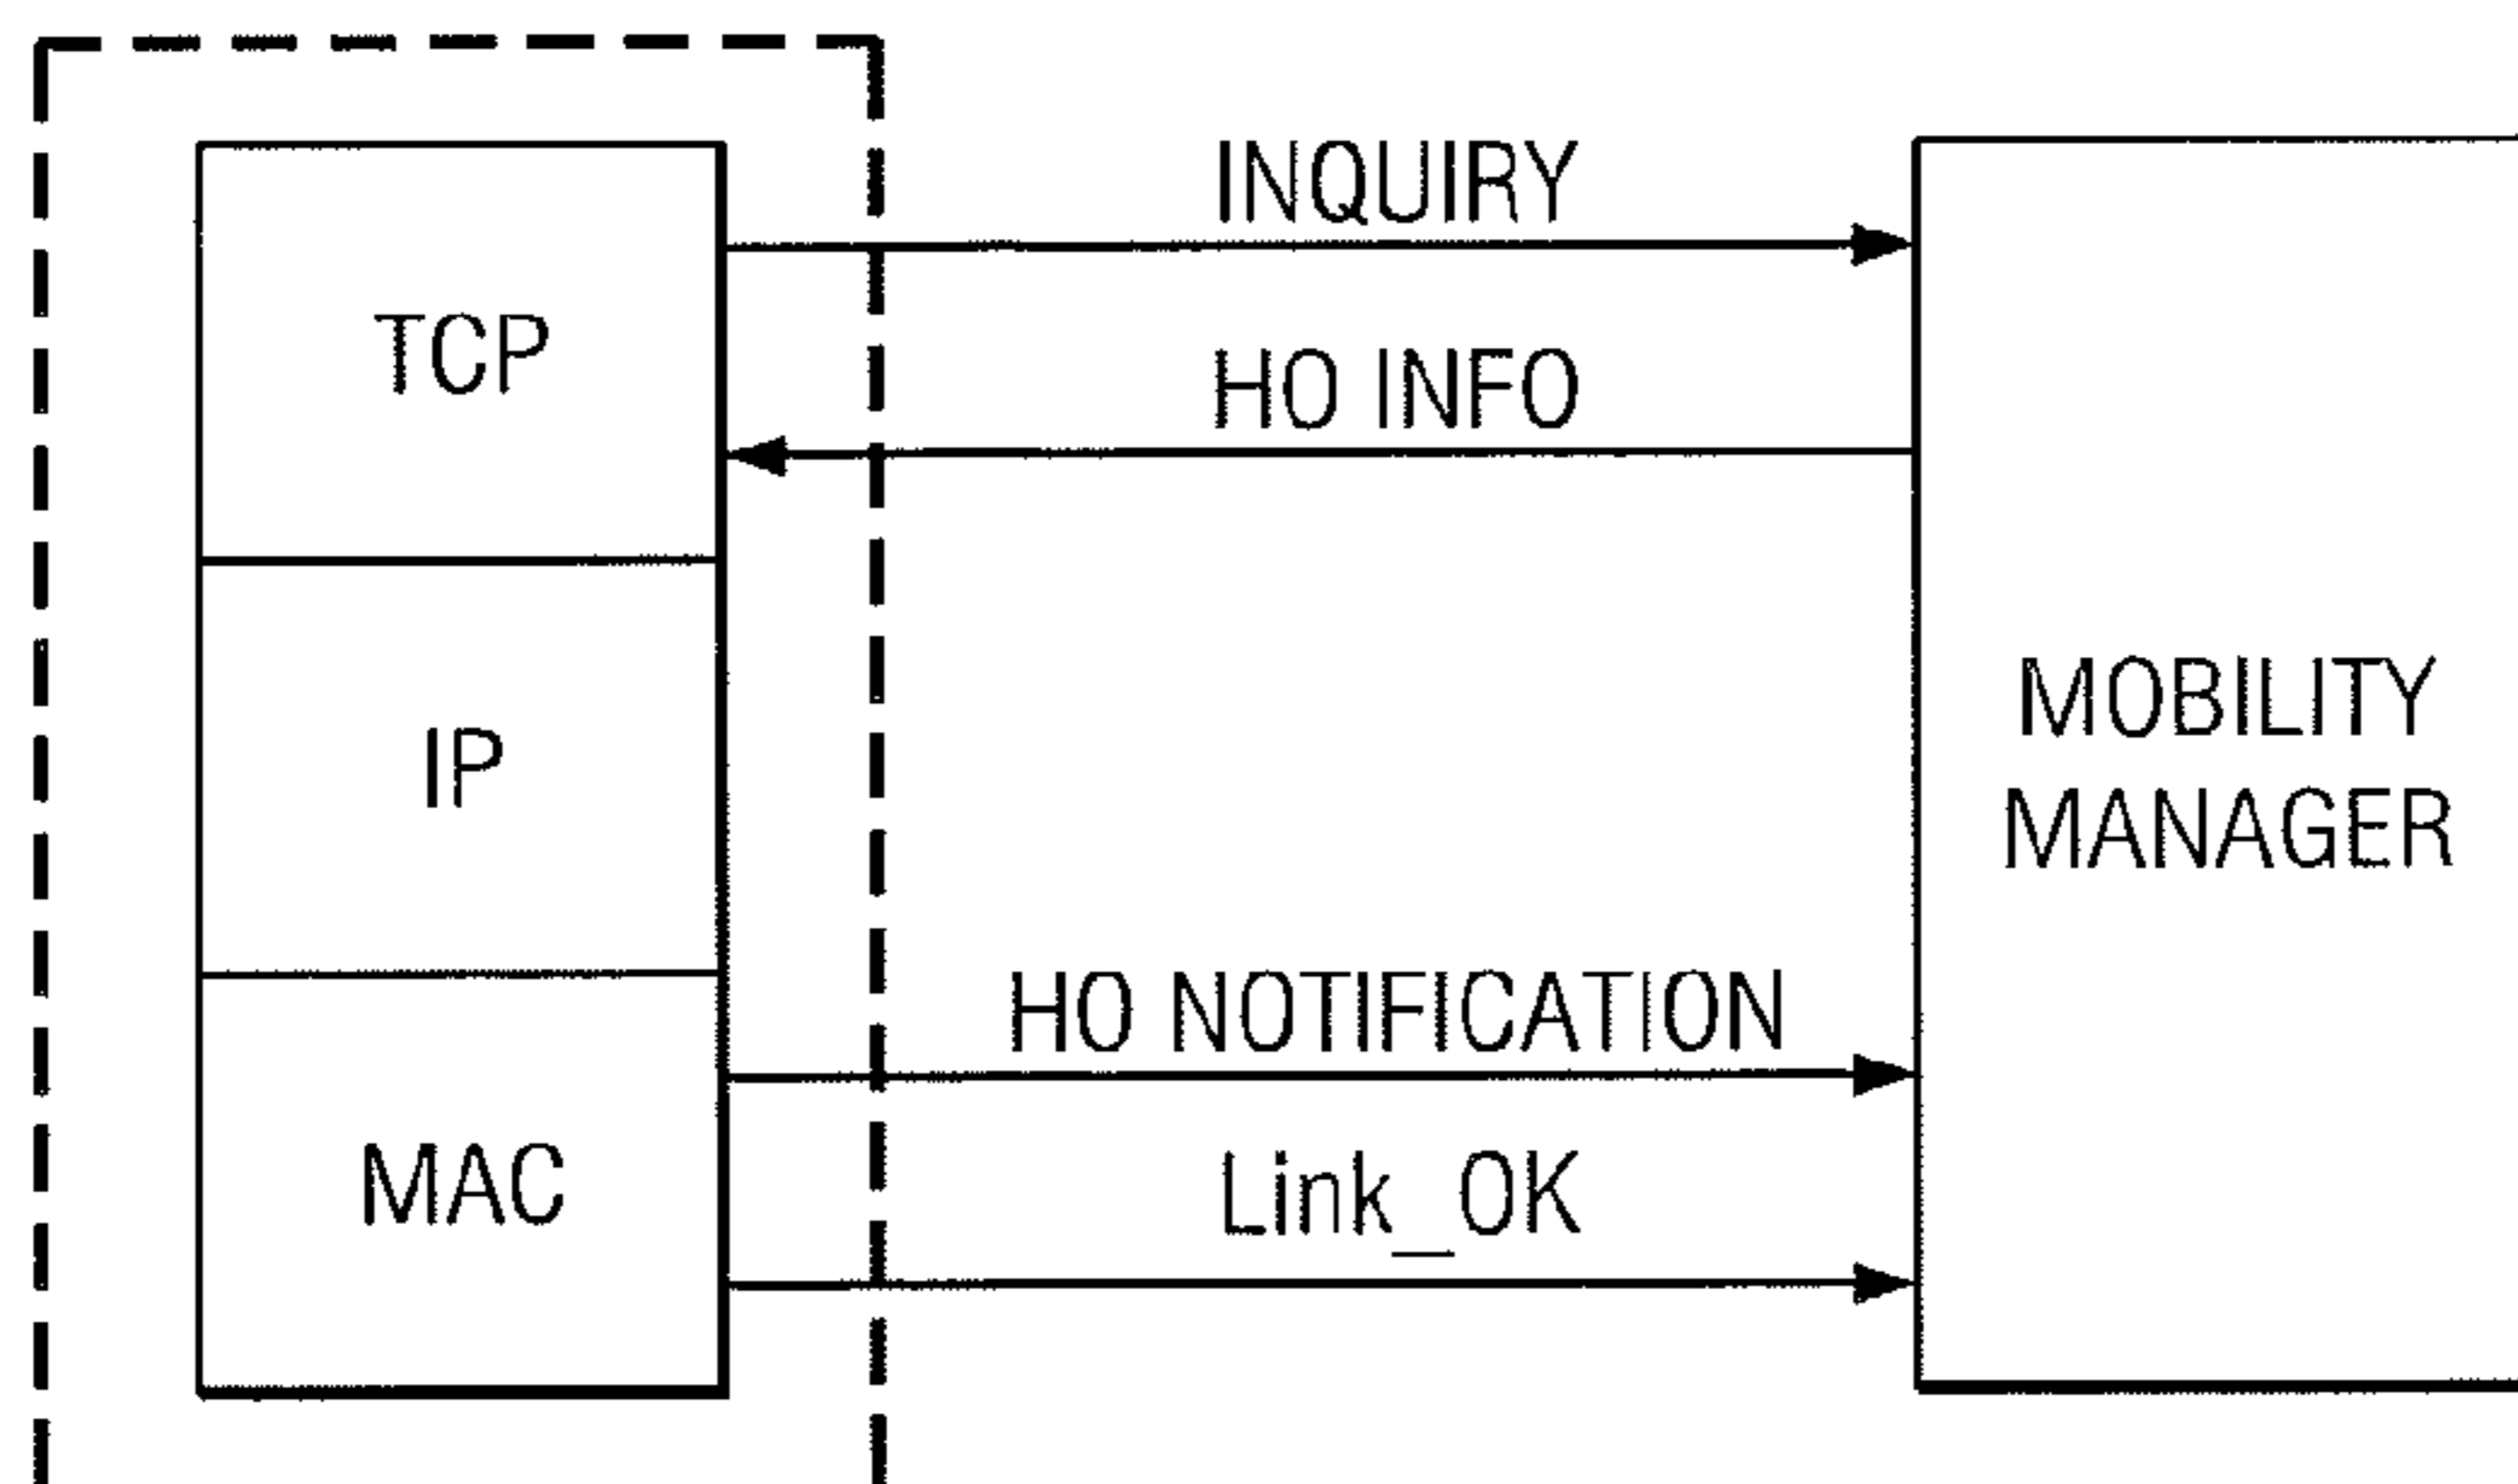 INQUIRY
TCP
HO INFO
IP
MOBILITY
MANAGER
HO NOTIFICATION
MAC
Link_OK